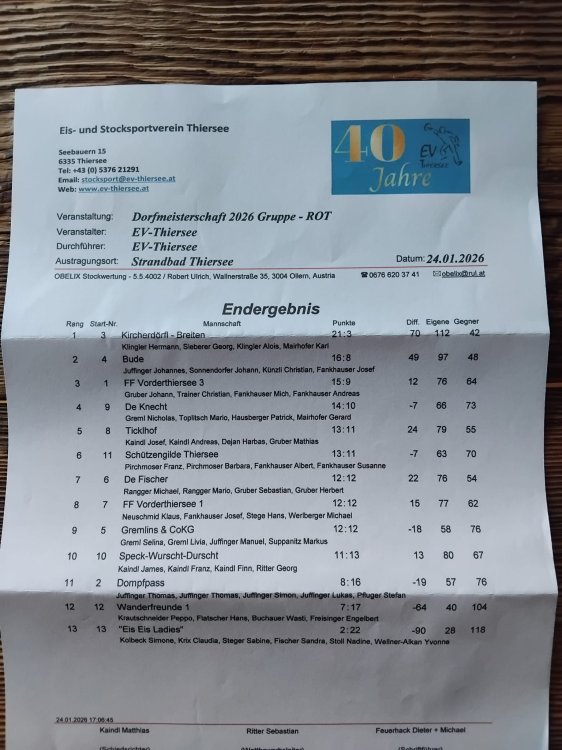 Eis- und Stocksportverein Thiersee
Seebauern 15
6335 Thiersee
Tel: +43 (0) 5376 21291
Email: stocksport@ev-thiersee.at
Web: www.ev-thiersee.at
40
Jahre
EV
THIERSEE
Veranstaltung: Dorfmeisterschaft 2026 Gruppe - ROT
Veranstalter: EV-Thiersee
Durchführer: EV-Thiersee
Austragungsort: Strandbad Thiersee Datum: 24.01.2026
OBELIX Stockwertung - 5.5.4002 / Robert Ulrich, Wallnerstraße 35, 3004 Ollern, Austria ☎0676 620 37 41 ✉obelix@rul.at
Endergebnis
Rang Start-Nr. Mannschaft Punkte Diff. Eigene Gegner
1 3 Kircherdörfl - Breiten 21:3 70 112 42
Klingler Hermann, Sieberer Georg, Klingler Alois, Mairhofer Karl
2 4 Bude 16:8 49 97 48
Juffinger Johannes, Sonnendorfer Johann, Künzli Christian, Fankhauser Josef
3 1 FF Vorderthiersee 3 15:9 12 76 64
Gruber Johann, Trainer Christian, Fankhauser Mich, Fankhauser Andreas
4 9 De Knecht 14:10 -7 66 73
Greml Nicholas, Toplitsch Mario, Hausberger Patrick, Mairhofer Gerard
5 8 Ticklhof 13:11 24 79 55
Kaindl Josef, Kaindl Andreas, Dejan Harbas, Gruber Mathias
6 11 Schützengilde Thiersee 13:11 -7 63 70
Pirchmoser Franz, Pirchmoser Barbara, Fankhauser Albert, Fankhauser Susanne
7 6 De Fischer 12:12 22 76 54
Rangger Michael, Rangger Mario, Gruber Sebastian, Gruber Herbert
8 7 FF Vorderthiersee 1 12:12 15 77 62
Neuschmid Klaus, Fankhauser Josef, Stege Hans, Werlberger Michael
9 5 Gremlins & CoKG 12:12 -18 58 76
Greml Selina, Greml Livia, Juffinger Manuel, Suppanitz Markus
10 10 Speck-Wurscht-Durscht 11:13 13 80 67
Kaindl James, Kaindl Franz, Kaindl Finn, Ritter Georg
11 2 Dompfpass 8:16 -19 57 76
Juffinger Thomas, Juffinger Thomas, Juffinger Simon, Juffinger Lukas, Pfluger Stefan
12 12 Wanderfreunde 1 7:17 -64 40 104
Krautschneider Peppo, Flatscher Hans, Buchauer Wasti, Freisinger Engelbert
13 13 "Eis Eis Ladies" 2:22 -90 28 118
Kolbeck Simone, Krix Claudia, Steger Sabine, Fischer Sandra, Stoll Nadine, Wellner-Alkan Yvonne
24.01.2026 17:06:45
Kaindl Matthias Ritter Sebastian Feuerhack Dieter + Michael